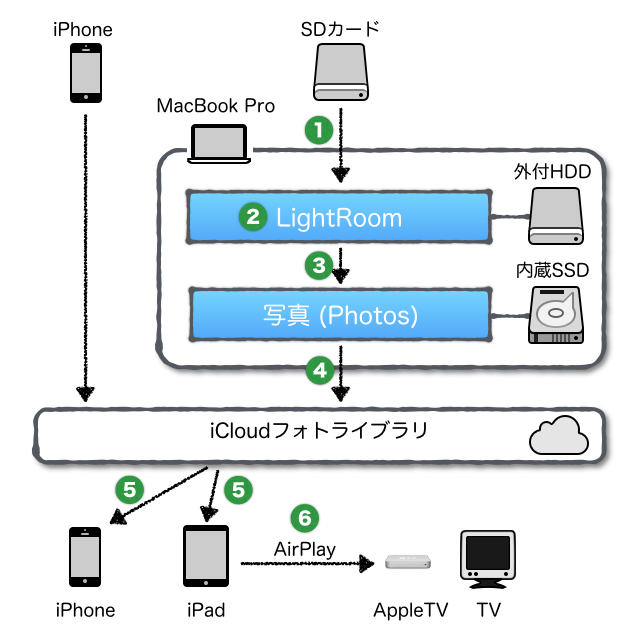 iPhone
SDカード
MacBook Pro
1
外付HDD
2 LightRoom
3
内蔵SSD
写真 (Photos)
4
iCloudフォトライブラリ
5
5
6
AirPlay
iPhone
iPad
AppleTV
TV